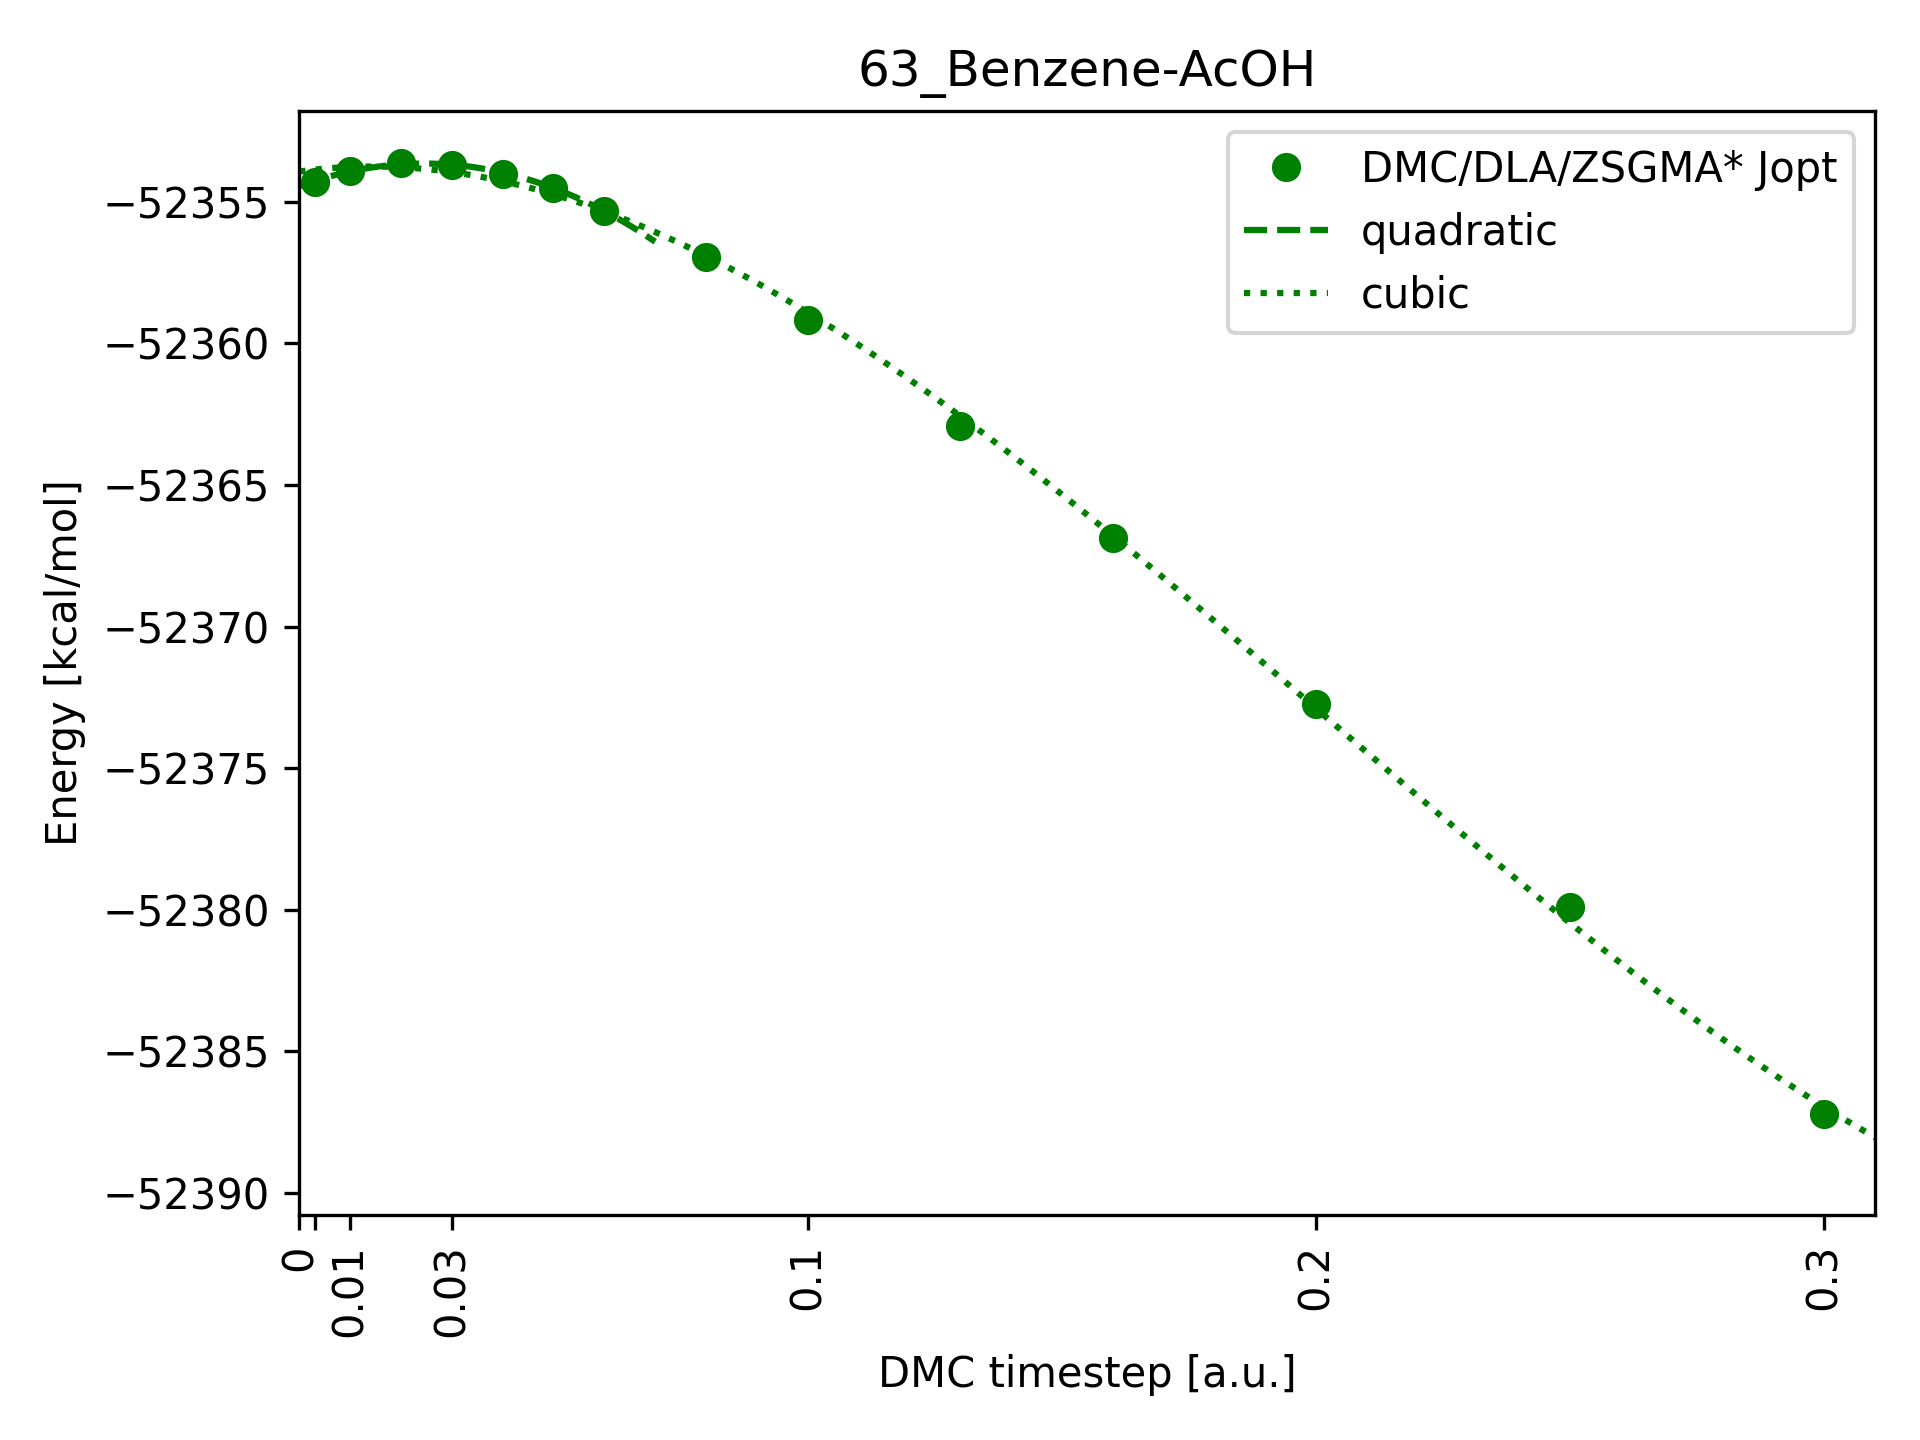 63_Benzene-AcOH
DMC/DLA/ZSGMA* Jopt
quadratic
cubic
Energy [kcal/mol]
−52355
−52360
−52365
−52370
−52375
−52380
−52385
−52390
0
0.01
0.03
0.1
0.2
0.3
DMC timestep [a.u.]